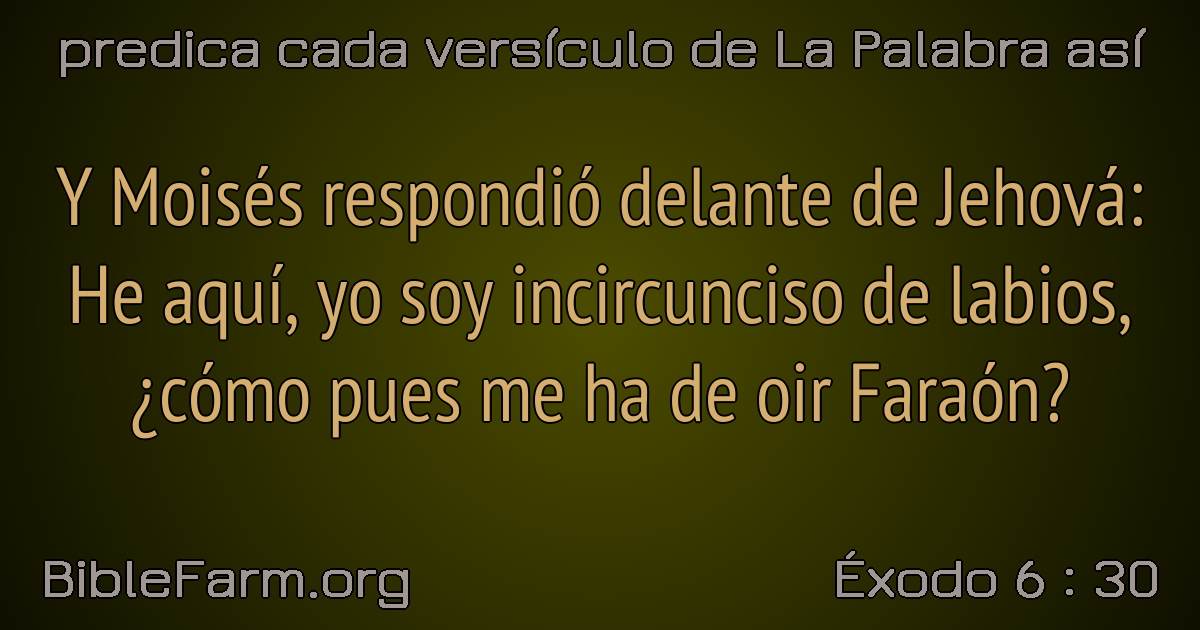 predica cada versículo de La Palabra así
Y Moisés respondió delante de Jehová:
He aquí, yo soy incircunciso de labios,
¿cómo pues me ha de oir Faraón?
BibleFarm.org
Éxodo 6 : 30